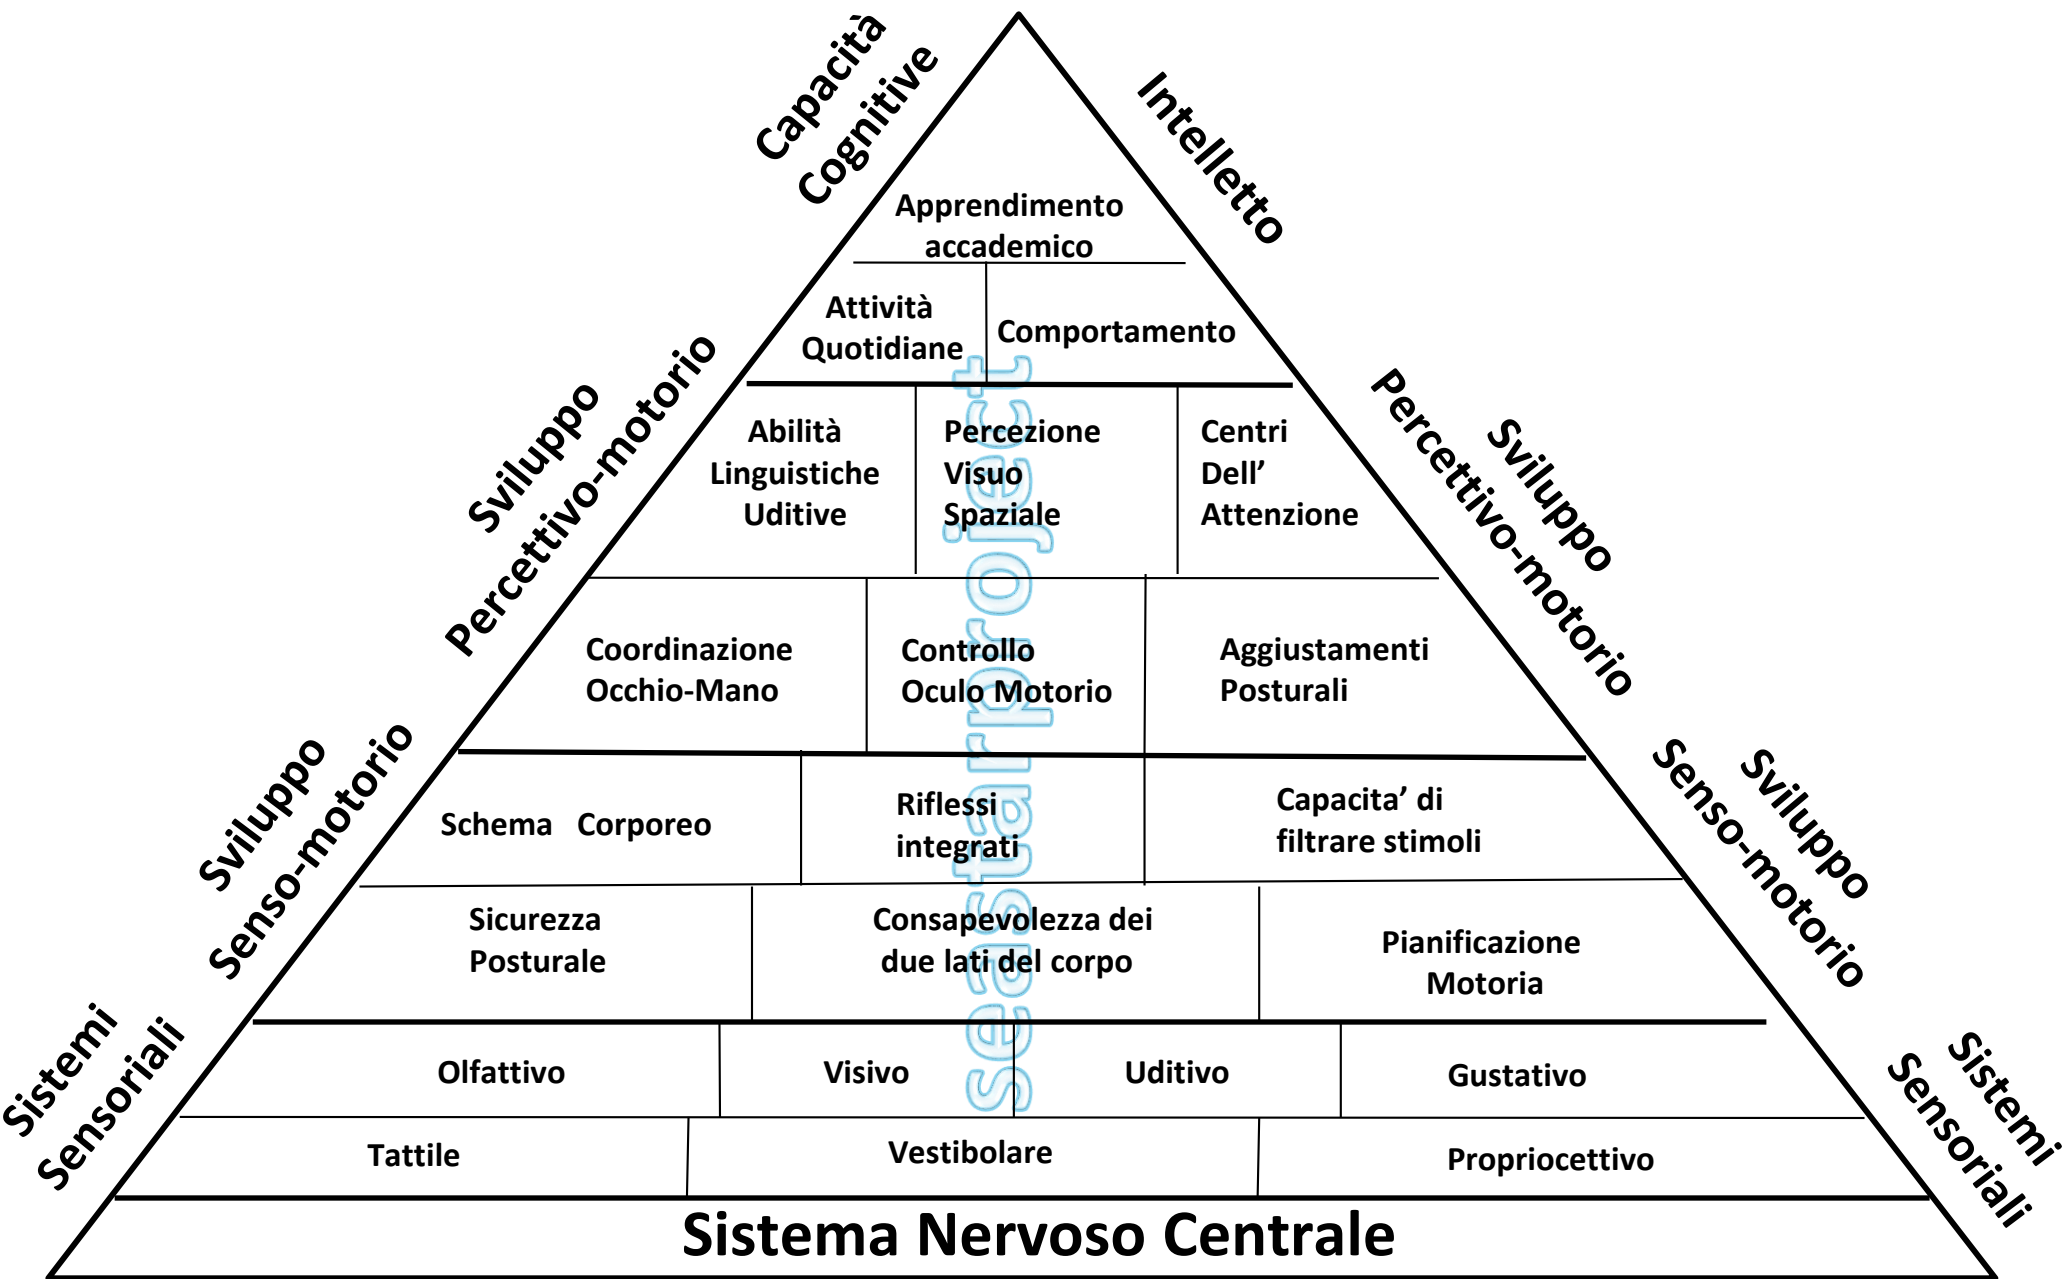 Capacità
Cognitive
Intelletto
Apprendimento
accademico
Attività
Quotidiane
Comportamento
Sviluppo
Percettivo-motorio
Sviluppo
Percettivo-motorio
Abilità
Linguistiche
Uditive
Percezione
Visuo
Spaziale
Centri
Dell’
Attenzione
Coordinazione
Occhio-Mano
Controllo
Oculo Motorio
Aggiustamenti
Posturali
Sviluppo
Senso-motorio
Sviluppo
Senso-motorio
Schema Corporeo
Riflessi
integrati
Capacita’ di
filtrare stimoli
Sicurezza
Posturale
Consapevolezza dei
due lati del corpo
Pianificazione
Motoria
Sistemi
Sensoriali
Sistemi
Sensoriali
Olfattivo
Visivo
Uditivo
Gustativo
Tattile
Vestibolare
Propriocettivo
Sistema Nervoso Centrale
seastarproject